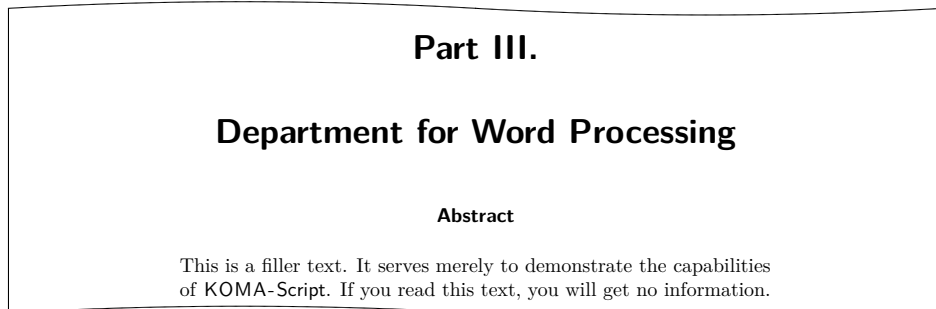 Part III.
Department for Word Processing
Abstract
This is a filler text. It serves merely to demonstrate the capabilities
of KOMA-Script. If you read this text, you will get no information.